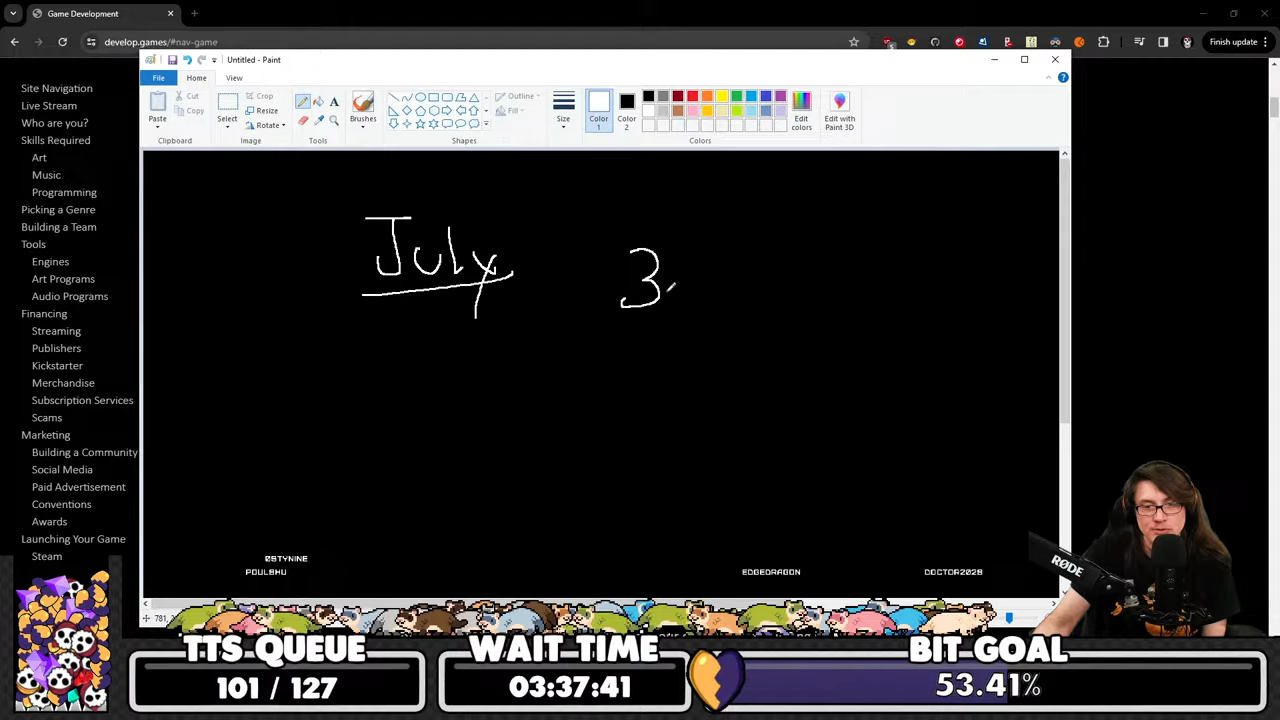 Game Development
develop.games/#nav-game
Finish update
Untitled - Paint
File
Home
View
Paste
Cut
Copy
Clipboard
Select
Crop
Resize
Rotate
Image
Tools
Brushes
Outline
Fill
Shapes
Size
Color 1
Color 2
Edit colors
Edit with Paint 3D
Colors
Site Navigation
Live Stream
Who are you?
Skills Required
Art
Music
Programming
Picking a Genre
Building a Team
Tools
Engines
Art Programs
Audio Programs
Financing
Streaming
Publishers
Kickstarter
Merchandise
Subscription Services
Scams
Marketing
Building a Community
Social Media
Paid Advertisement
Conventions
Awards
Launching Your Game
Steam
July 3
0STYNINE
POULSHU
EDGEDRAGON
DOCTOR2028
781,
RØDE
TTS QUEUE
101 / 127
WAIT TIME
03:37:41
BIT GOAL
53.41%